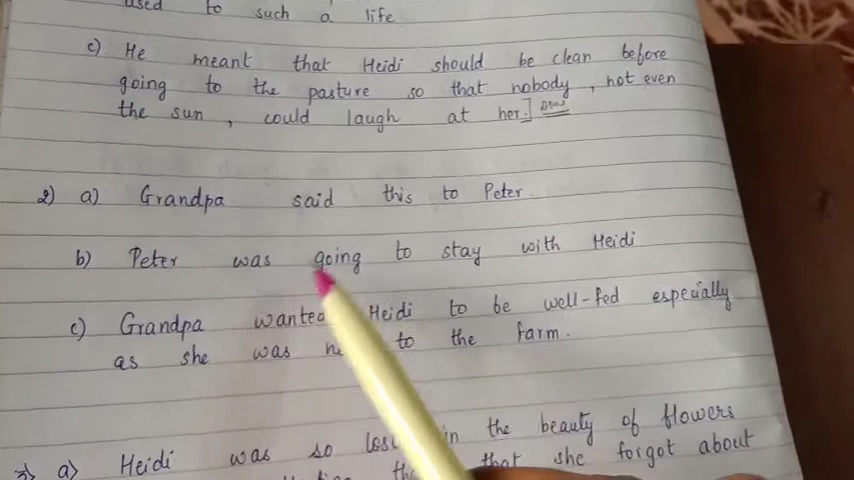 used to such a life
c) He meant that Heidi should be clean before
going to the pasture so that nobody, not even
the sun, could laugh at her.]
2) a) Grandpa said this to Peter.
b) Peter was going to stay with Heidi
c) Grandpa wanted Heidi to be well-fed especially
as she was to the farm.
3) a) Heidi was so lost in the beauty of flowers
that she forgot about